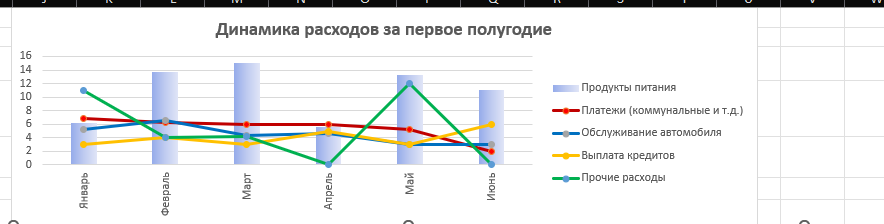 Динамика расходов за первое полугодие
16
14
12
10
8
6
4
2
0
Январь
Февраль
Март
Апрель
Май
Июнь
Продукты питания
Платежи (коммунальные и т.д.)
Обслуживание автомобиля
Выплата кредитов
Прочие расходы